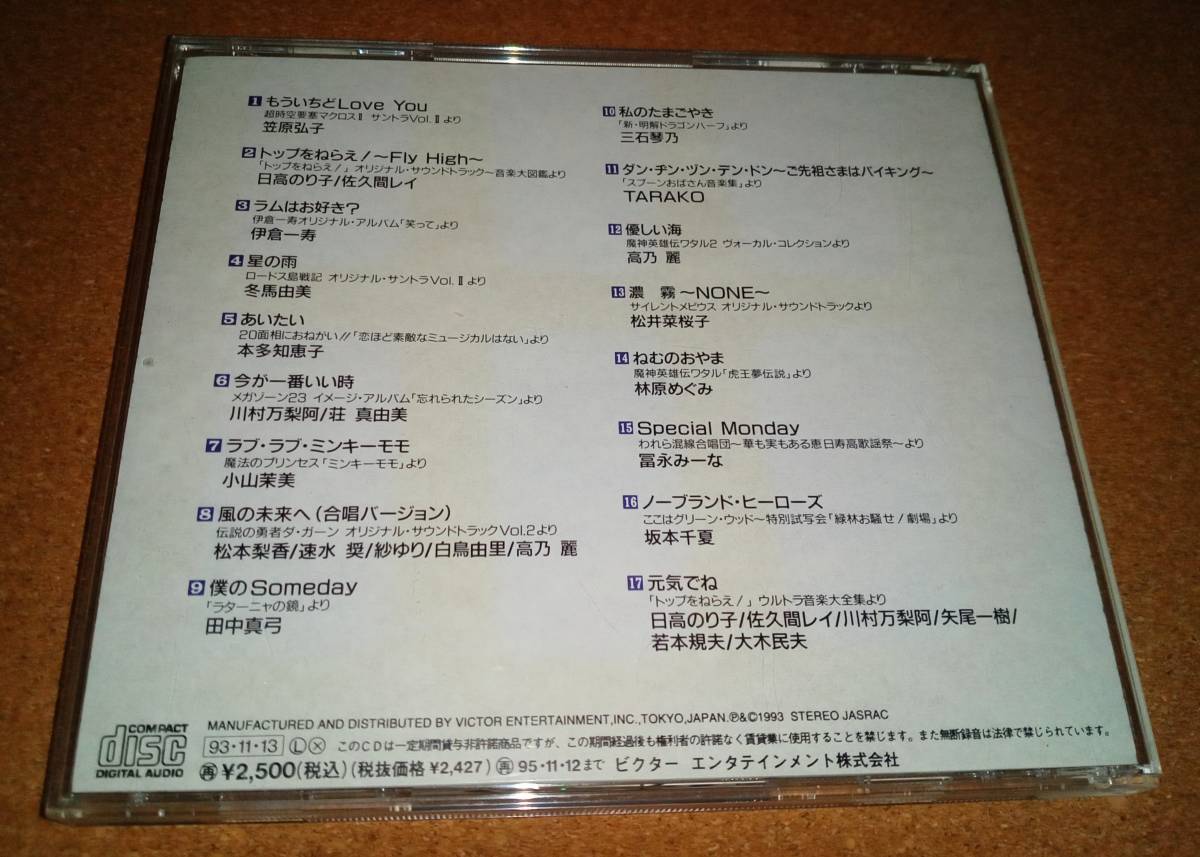 1 もういちどLove You
超時空要塞マクロスⅡ サントラVol.Ⅱより
笠原弘子
2 トップをねらえ!〜Fly High〜
「トップをねらえ!」オリジナル・サウンドトラック〜音楽大図鑑より
日高のり子/佐久間レイ
3 ラムはお好き?
伊倉一寿オリジナル・アルバム「笑って」より
伊倉一寿
4 星の雨
ロードス島戦記 オリジナル・サントラVol.Ⅱより
冬馬由美
5 あいたい
20面相におねがい!!「恋ほど素敵なミュージカルはない」より
本多知恵子
6 今が一番いい時
メガゾーン23 イメージ・アルバム「忘れられたシーズン」より
川村万梨阿/荘 真由美
7 ラブ・ラブ・ミンキーモモ
魔法のプリンセス「ミンキーモモ」より
小山茉美
8 風の未来へ(合唱バージョン)
伝説の勇者ダ・ガーン オリジナル・サウンドトラックVol.2より
松本梨香/速水 奨/紗ゆり/白鳥由里/高乃 麗
9 僕のSomeday
「ラターニャの鏡」より
田中真弓
10 私のたまごやき
「新・明解ドラゴンハーフ」より
三石琴乃
11 ダン・ヂン・ヅン・デン・ドン〜ご先祖さまはバイキング〜
「スプーンおばさん音楽集」より
TARAKO
12 優しい海
魔神英雄伝ワタル2 ヴォーカル・コレクションより
高乃 麗
13 濃 霧〜NONE〜
サイレントメビウス オリジナル・サウンドトラックより
松井菜桜子
14 ねむのおやま
魔神英雄伝ワタル「虎王夢伝説」より
林原めぐみ
15 Special Monday
われら混線合唱団〜華も実もある恵日寿高歌謡祭〜より
冨永みーな
16 ノーブランド・ヒーローズ
ここはグリーン・ウッド〜特別試写会「緑林お騒せ!劇場」より
坂本千夏
17 元気でね
「トップをねらえ!」ウルトラ音楽大全集より
日高のり子/佐久間レイ/川村万梨阿/矢尾一樹/
若本規夫/大木民夫
COMPACT
disc
DIGITAL AUDIO
MANUFACTURED AND DISTRIBUTED BY VICTOR ENTERTAINMENT,INC.,TOKYO,JAPAN.℗&©1993 STEREO JASRAC
93・11・13 Ⓛ ⓧ このCDは一定期間貸与非許諾商品ですが、この期間経過後も権利者の許諾なく賃貸業に使用することを禁じます。また無断録音は法律で禁じられています。
再 ¥2,500(税込)(税抜価格 ¥2,427) 再 95・11・12まで ビクター エンタテインメント株式会社